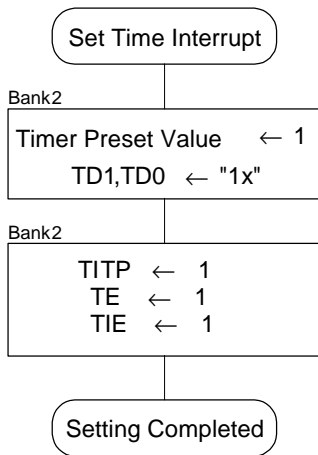 Set Time Interrupt
Bank2
Timer Preset Value ← 1
TD1,TD0 ← "1x"
Bank2
TITP ← 1
TE ← 1
TIE ← 1
Setting Completed